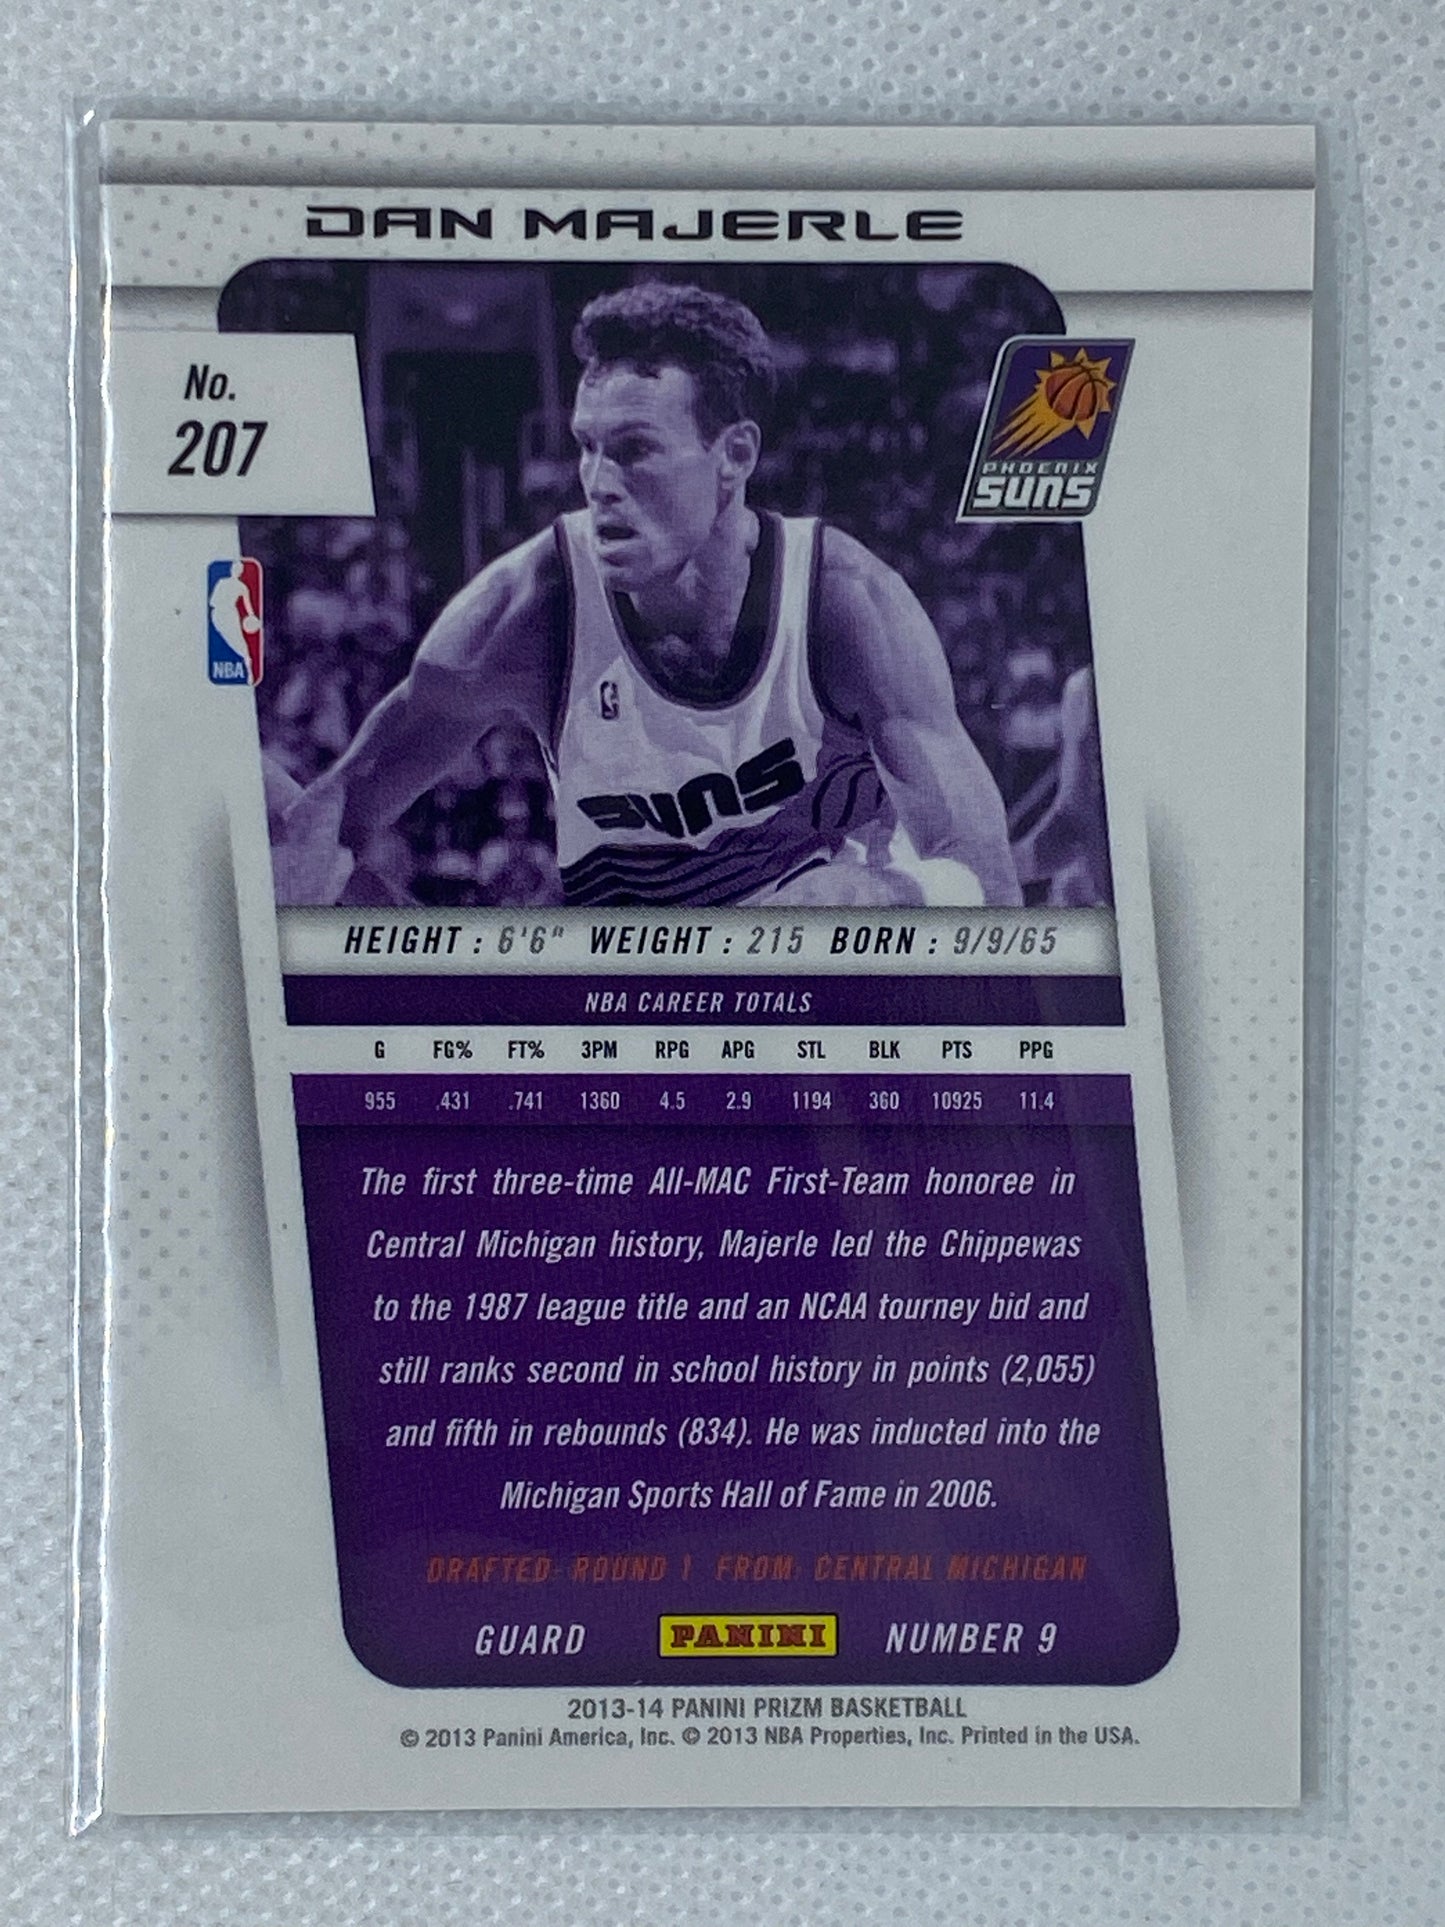 DAN MAJERLE
No.
207
PHOENIX
SUNS
NBA
SUNS
HEIGHT : 6'6" WEIGHT : 215 BORN : 9/9/65
NBA CAREER TOTALS
G FG% FT% 3PM RPG APG STL BLK PTS PPG
955 .431 .741 1360 4.5 2.9 1194 360 10925 11.4
The first three-time All-MAC First-Team honoree in
Central Michigan history, Majerle led the Chippewas
to the 1987 league title and an NCAA tourney bid and
still ranks second in school history in points (2,055)
and fifth in rebounds (834). He was inducted into the
Michigan Sports Hall of Fame in 2006.
DRAFTED: ROUND 1 FROM: CENTRAL MICHIGAN
GUARD PANINI NUMBER 9
2013-14 PANINI PRIZM BASKETBALL
© 2013 Panini America, Inc. © 2013 NBA Properties, Inc. Printed in the USA.